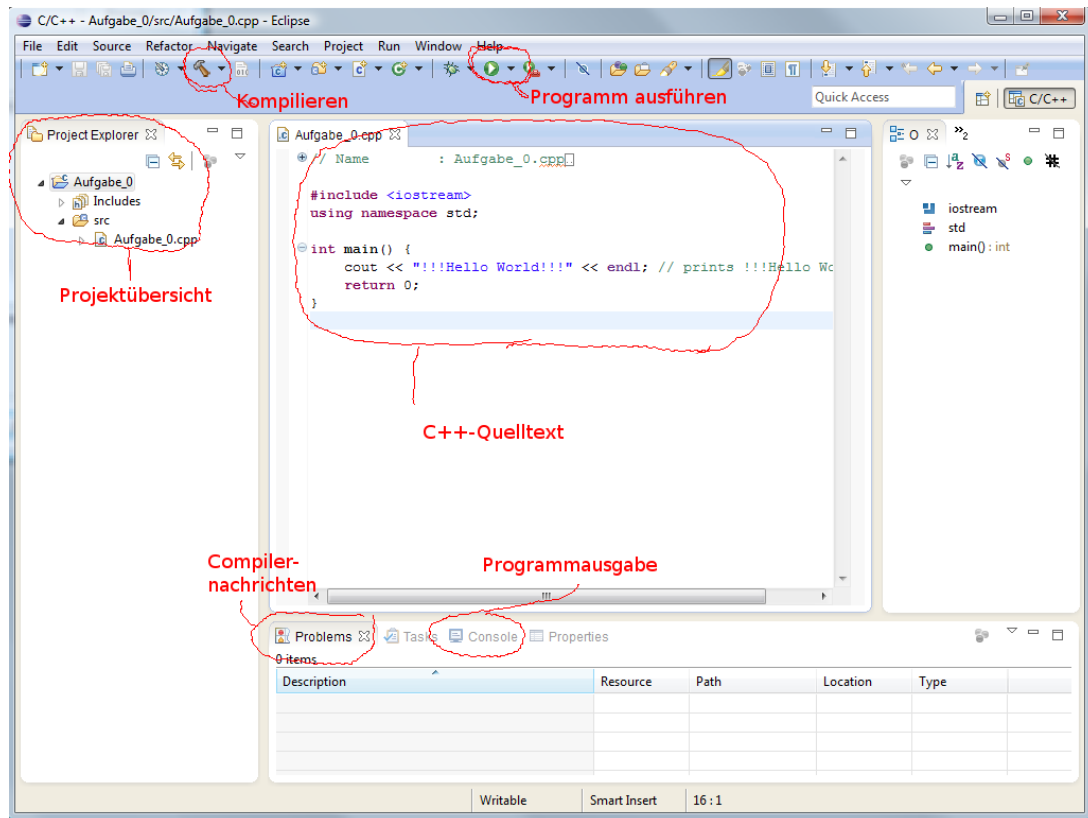 C/C++ - Aufgabe_0/src/Aufgabe_0.cpp - Eclipse
File Edit Source Refactor Navigate Search Project Run Window Help
Kompilieren
Programm ausführen
Quick Access
C/C++
Project Explorer
Aufgabe_0
Includes
src
Aufgabe_0.cpp
Projektübersicht
Aufgabe_0.cpp
// Name : Aufgabe_0.cpp
#include <iostream>
using namespace std;
int main() {
cout << "!!!Hello World!!!" << endl; // prints !!!Hello Wo
return 0;
}
C++-Quelltext
O
»2
iostream
std
main() : int
Compiler-
nachrichten
Programmausgabe
Problems Tasks Console Properties
0 items
Description Resource Path Location Type
Writable Smart Insert 16 : 1